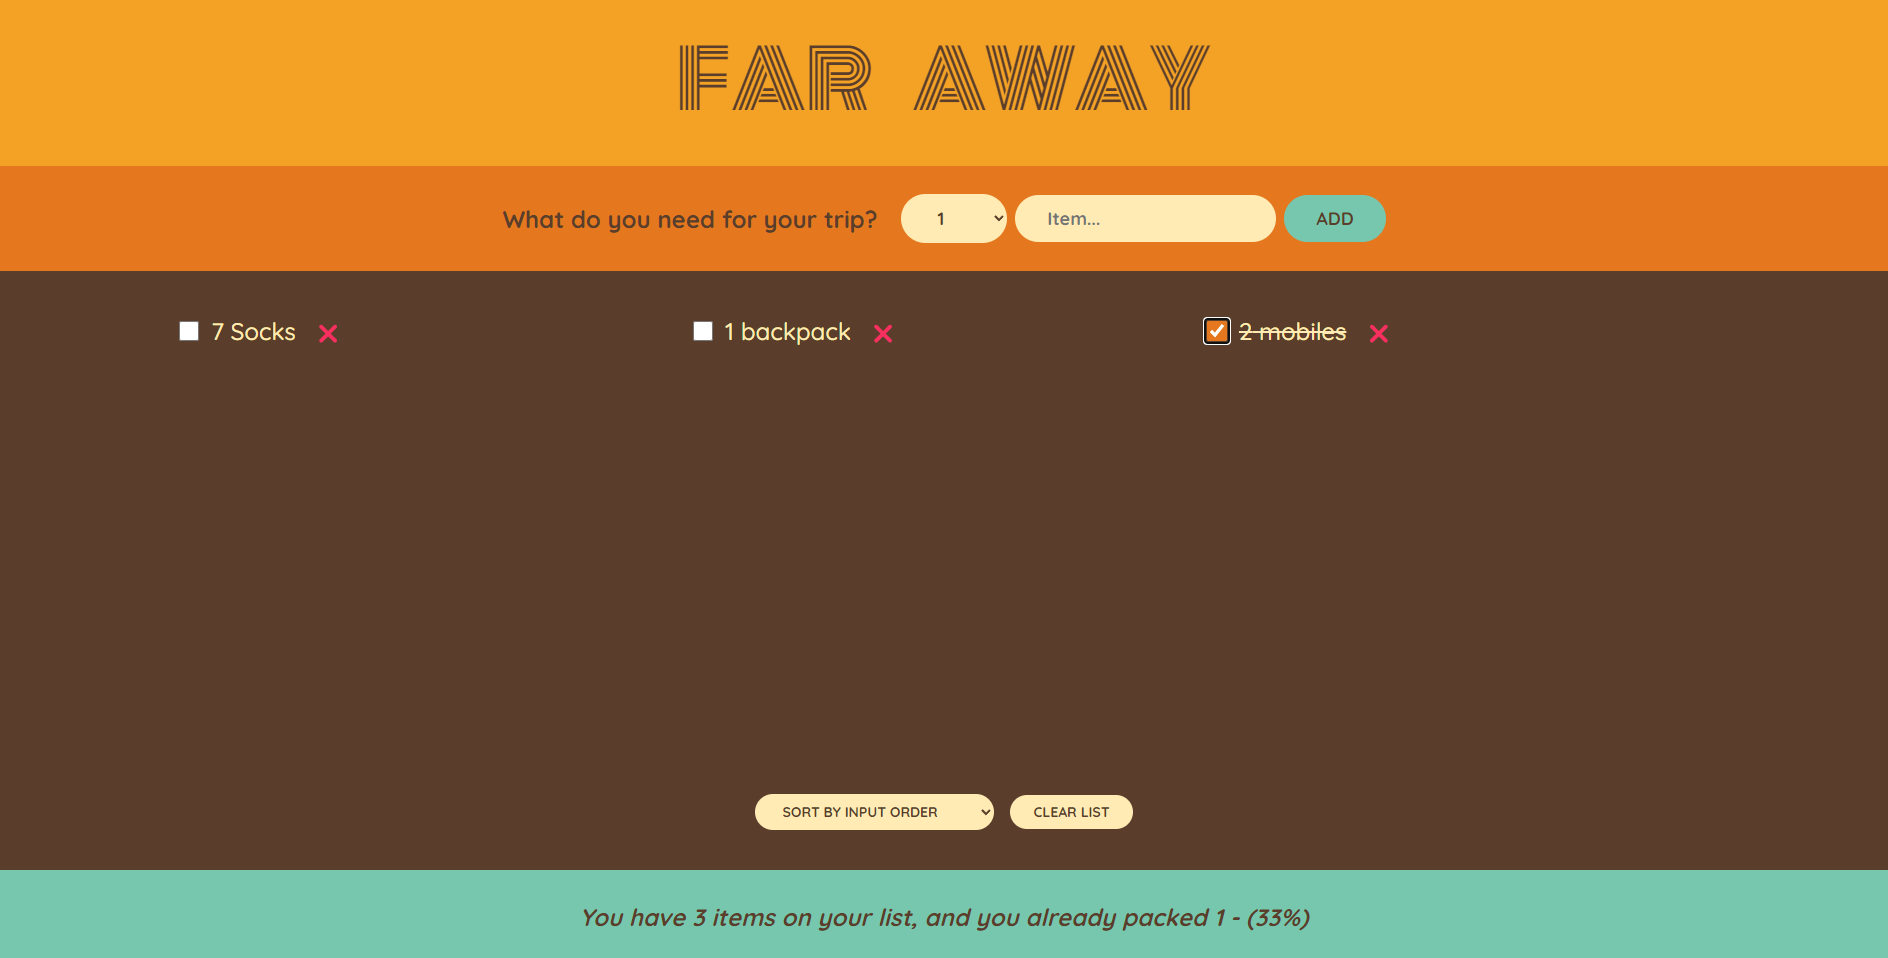 FAR AWAY
What do you need for your trip? 1 Item... ADD
7 Socks 1 backpack 2 mobiles
SORT BY INPUT ORDER CLEAR LIST
You have 3 items on your list, and you already packed 1 - (33%)